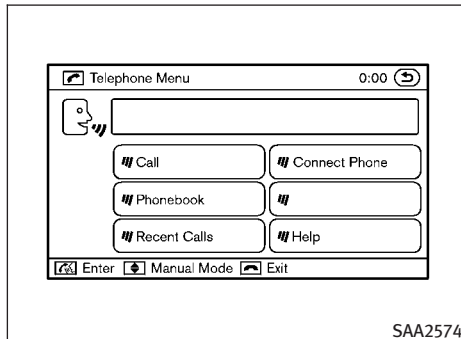 Telephone Menu 0:00
Call
Connect Phone
Phonebook
Recent Calls
Help
Enter Manual Mode Exit
SAA2574